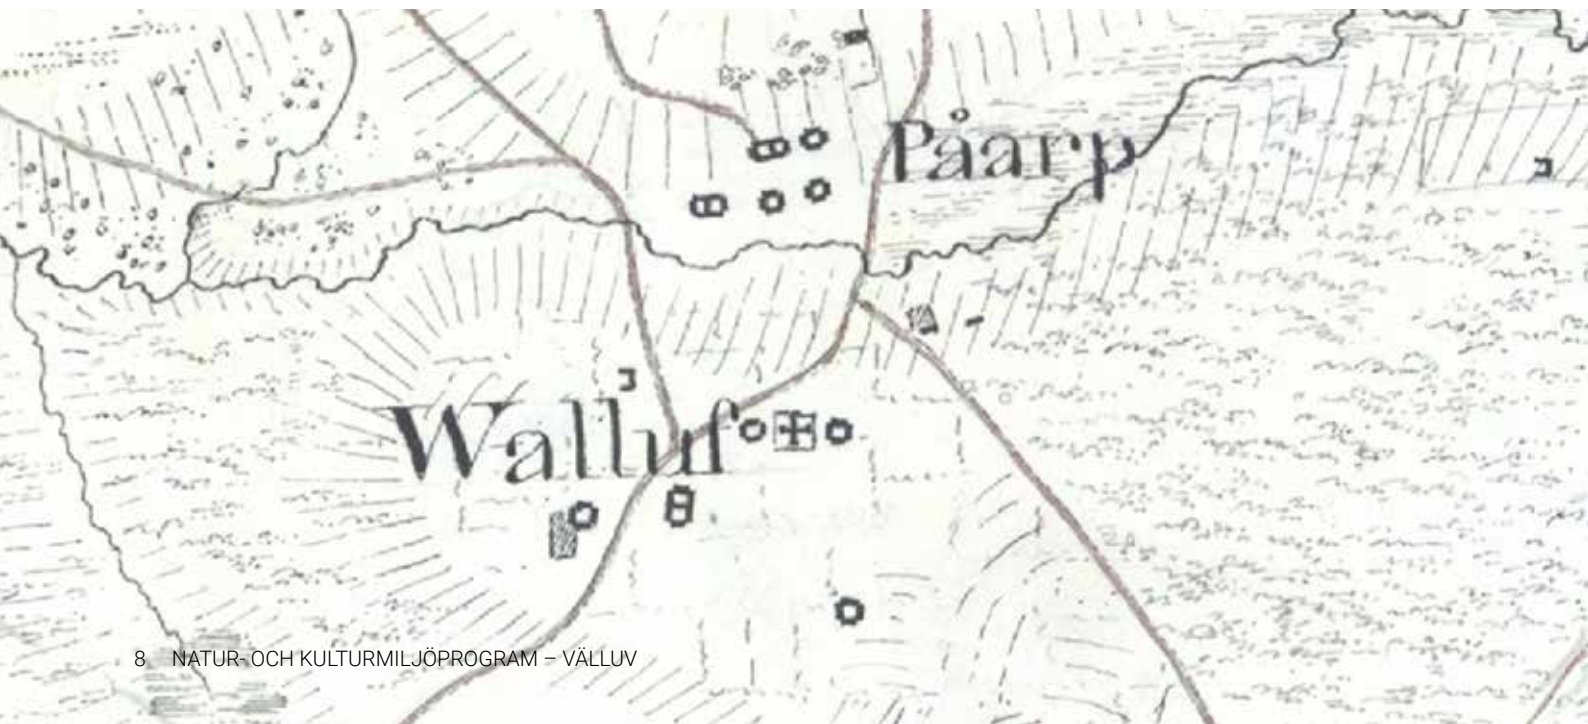 Påarp
Walluf
8 NATUR- OCH KULTURMILJÖPROGRAM – VÄLLUV